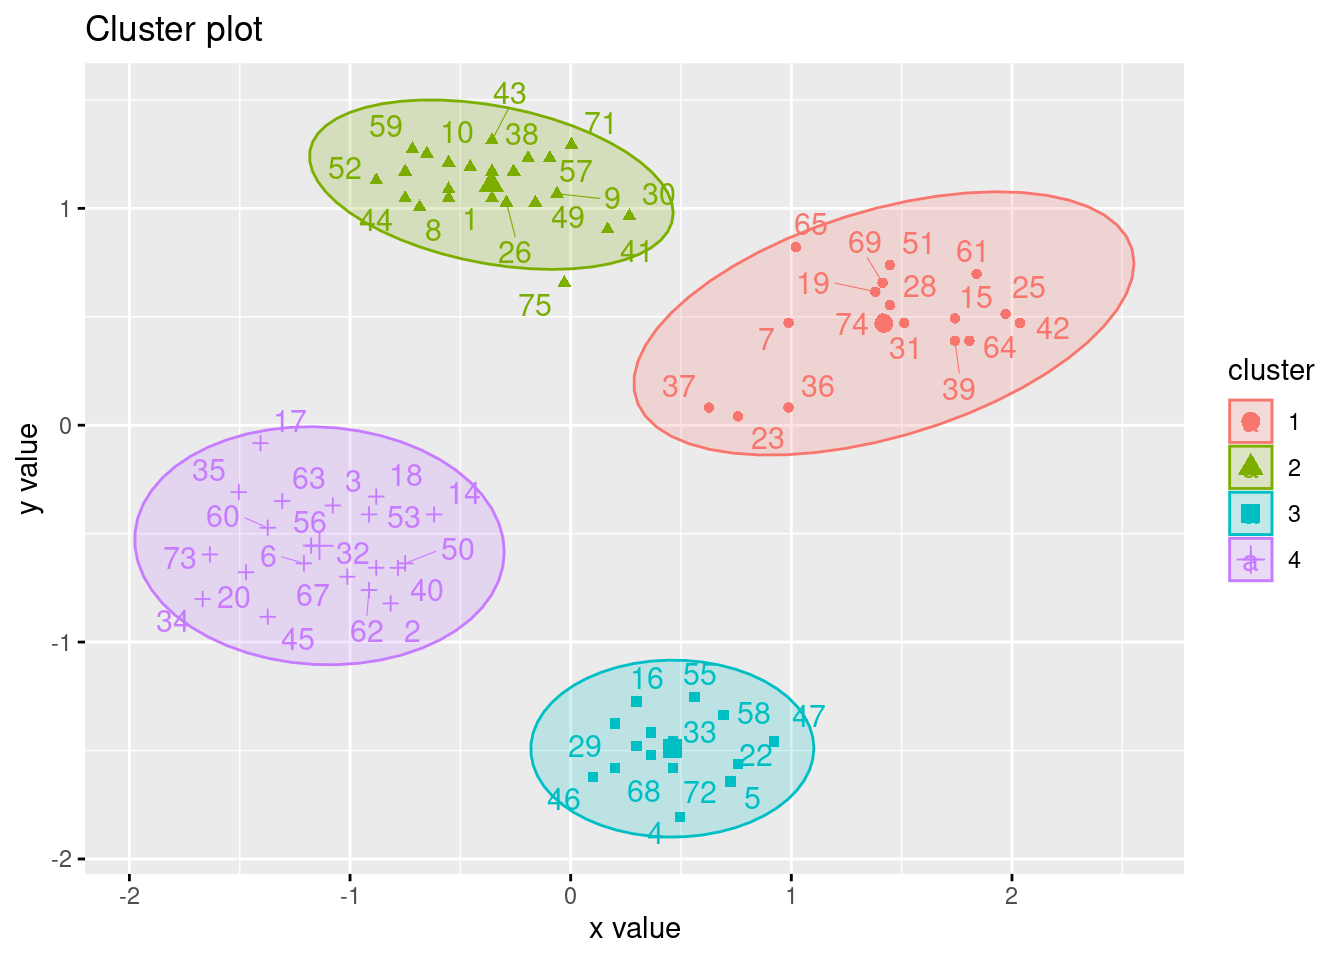 Cluster plot
43
59 10 38 71
52 57
9 30
44 8 1 49
26 41
75
65
69 51 61
19 28 15 25
7 74 31 64 42
39
37 36
23
17
35 63 3 18 14
60 56 53
73 6 32 50
34 20 67 40
45 62 2
16 55
29 33 58 47
22
46 68 72 5
4
1
0
-1
-2
y value
-2 -1 0 1 2
x value
cluster
a 1
a 2
a 3
a 4